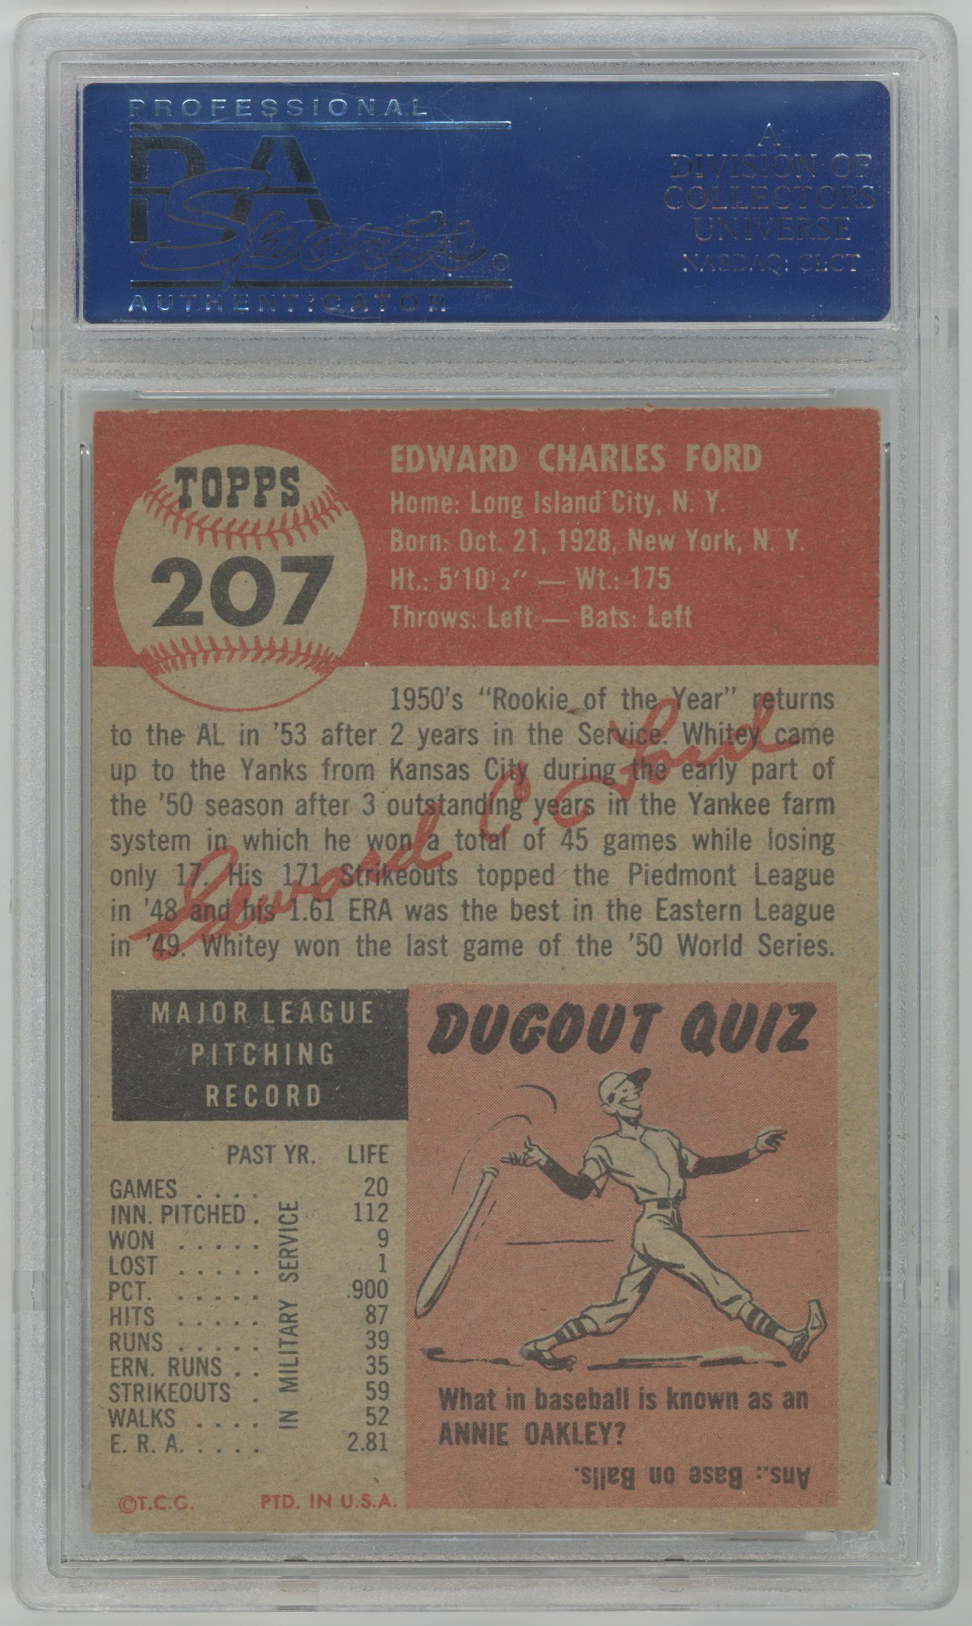 PROFESSIONAL
PSA
Sports
AUTHENTICATOR
A
DIVISION OF
COLLECTORS
UNIVERSE
NASDAQ: CLCT
TOPPS
207
EDWARD CHARLES FORD
Home: Long Island City, N. Y.
Born: Oct. 21, 1928, New York, N. Y.
Ht.: 5'10½" — Wt.: 175
Throws: Left — Bats: Left
1950's "Rookie of the Year" returns
to the AL in '53 after 2 years in the Service. Whitey came
up to the Yanks from Kansas City during the early part of
the '50 season after 3 outstanding years in the Yankee farm
system in which he won a total of 45 games while losing
only 17. His 171 Strikeouts topped the Piedmont League
in '48 and his 1.61 ERA was the best in the Eastern League
in '49. Whitey won the last game of the '50 World Series.
Edward C. Ford
MAJOR LEAGUE
PITCHING
RECORD
PAST YR. LIFE
GAMES . . . . 20
INN. PITCHED . 112
WON . . . . . 9
LOST . . . . . 1
PCT. . . . . . .900
HITS . . . . . 87
RUNS . . . . . 39
ERN. RUNS . . 35
STRIKEOUTS . 59
WALKS . . . . 52
E. R. A. . . . . 2.81
IN MILITARY SERVICE
©T.C.G. PTD. IN U.S.A.
DUGOUT QUIZ
What in baseball is known as an
ANNIE OAKLEY?
Ans.: Base on Balls.